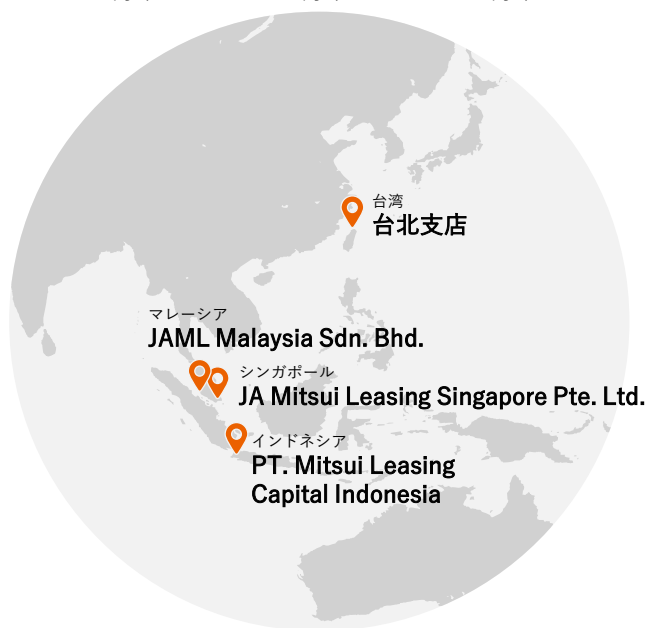 台湾
台北支店
マレーシア
JAML Malaysia Sdn. Bhd.
シンガポール
JA Mitsui Leasing Singapore Pte. Ltd.
インドネシア
PT. Mitsui Leasing
Capital Indonesia